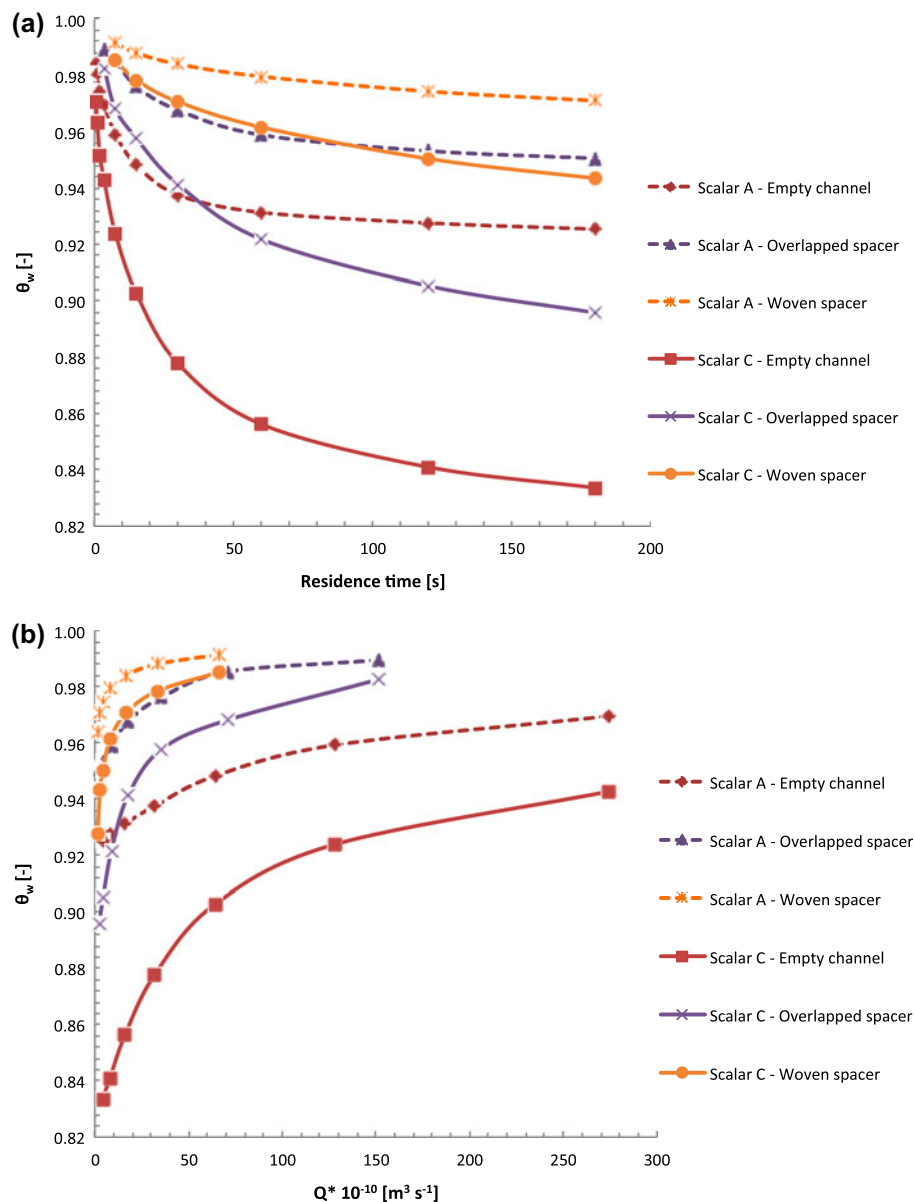 (a)
1.00
0.98
0.96
0.94
0.92
0.90
0.88
0.86
0.84
0.82
θw [-]
0
50
100
150
200
Residence time [s]
Scalar A - Empty channel
Scalar A - Overlapped spacer
Scalar A - Woven spacer
Scalar C - Empty channel
Scalar C - Overlapped spacer
Scalar C - Woven spacer
(b)
1.00
0.98
0.96
0.94
0.92
0.90
0.88
0.86
0.84
0.82
θw [-]
0
50
100
150
200
250
300
Q* 10⁻¹⁰ [m³ s⁻¹]
Scalar A - Empty channel
Scalar A - Overlapped spacer
Scalar A - Woven spacer
Scalar C - Empty channel
Scalar C - Overlapped spacer
Scalar C - Woven spacer